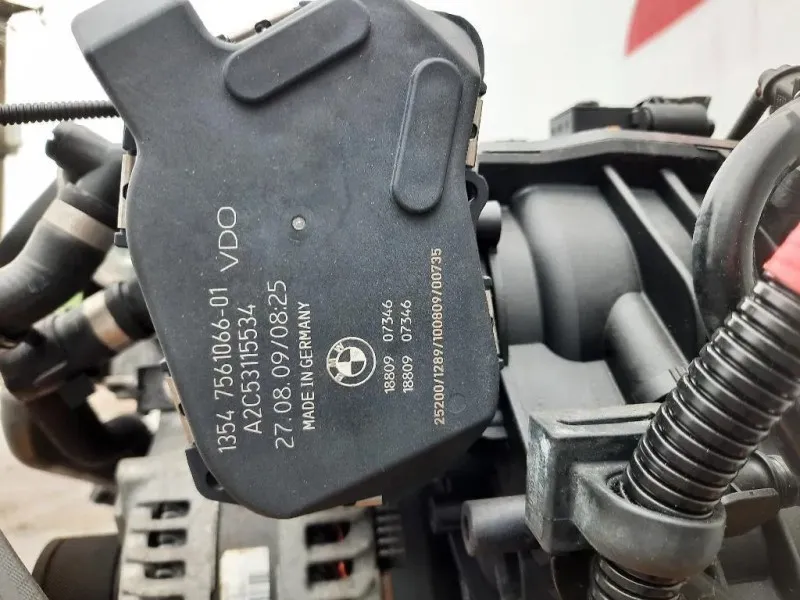 1354 7561066-01 VDO
A2C53115534
27.08.09/08:25
MADE IN GERMANY
BMW
18809 07346
18809 07346
25200/1289/100809/00735